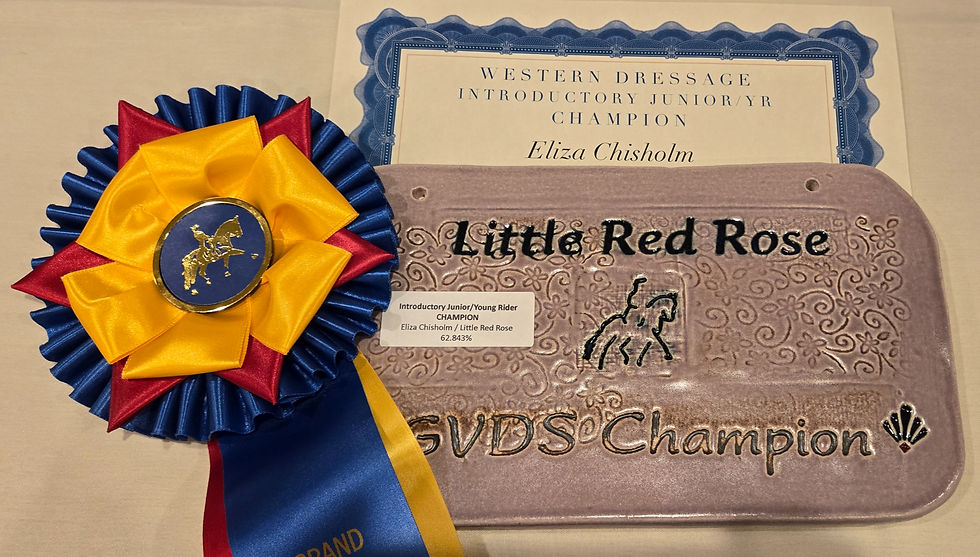 WESTERN DRESSAGE
INTRODUCTORY JUNIOR/YR
CHAMPION
Eliza Chisholm
Little Red Rose
Introductory Junior/Young Rider
CHAMPION
Eliza Chisholm / Little Red Rose
62.843%
GVDS Champion
GRAND